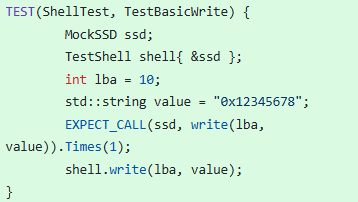 TEST(ShellTest, TestBasicWrite) {
        MockSSD ssd;
        TestShell shell{ &ssd };
        int lba = 10;
        std::string value = "0x12345678";
        EXPECT_CALL(ssd, write(lba,
value)).Times(1);
        shell.write(lba, value);
}